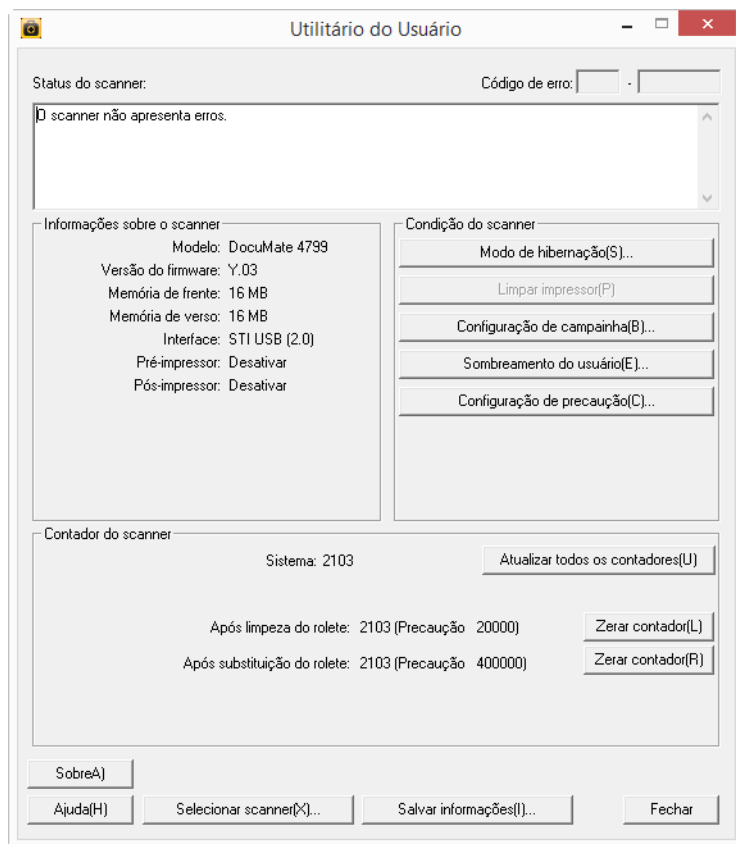 Utilitário do Usuário
Status do scanner:
Código de erro: -
O scanner não apresenta erros.
Informações sobre o scanner
Modelo: DocuMate 4799
Versão do firmware: Y.03
Memória de frente: 16 MB
Memória de verso: 16 MB
Interface: STI USB (2.0)
Pré-impressor: Desativar
Pós-impressor: Desativar
Condição do scanner
Modo de hibernação(S)...
Limpar impressor(P)
Configuração de campainha(B)...
Sombreamento do usuário(E)...
Configuração de precaução(C)...
Contador do scanner
Sistema: 2103
Atualizar todos os contadores(U)
Após limpeza do rolete: 2103 (Precaução 20000)
Zerar contador(L)
Após substituição do rolete: 2103 (Precaução 400000)
Zerar contador(R)
SobreA)
Ajuda(H)
Selecionar scanner(X)...
Salvar informações(I)...
Fechar